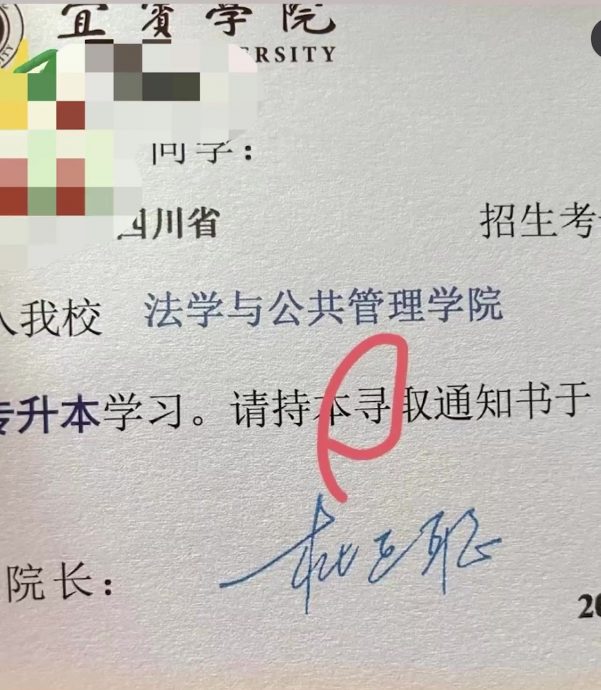 宜宾学院
ERSITY
同学：
四川省 招生考
入我校 法学与公共管理学院
专升本学习。请持本寻取通知书于
院长：
20